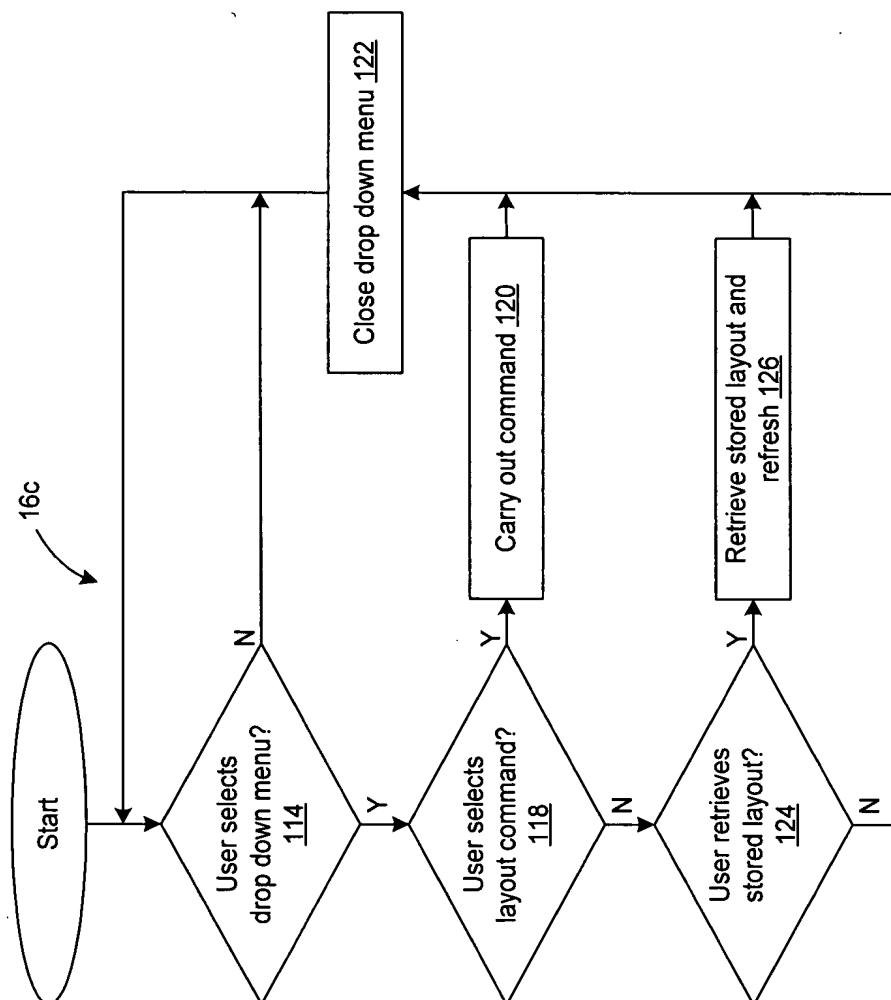 Start
16c
User selects
drop down menu?
114
N
Y
Close drop down menu 122
User selects
layout command?
118
Y
N
Carry out command 120
User retrieves
stored layout?
124
Y
N
Retrieve stored layout and
refresh 126